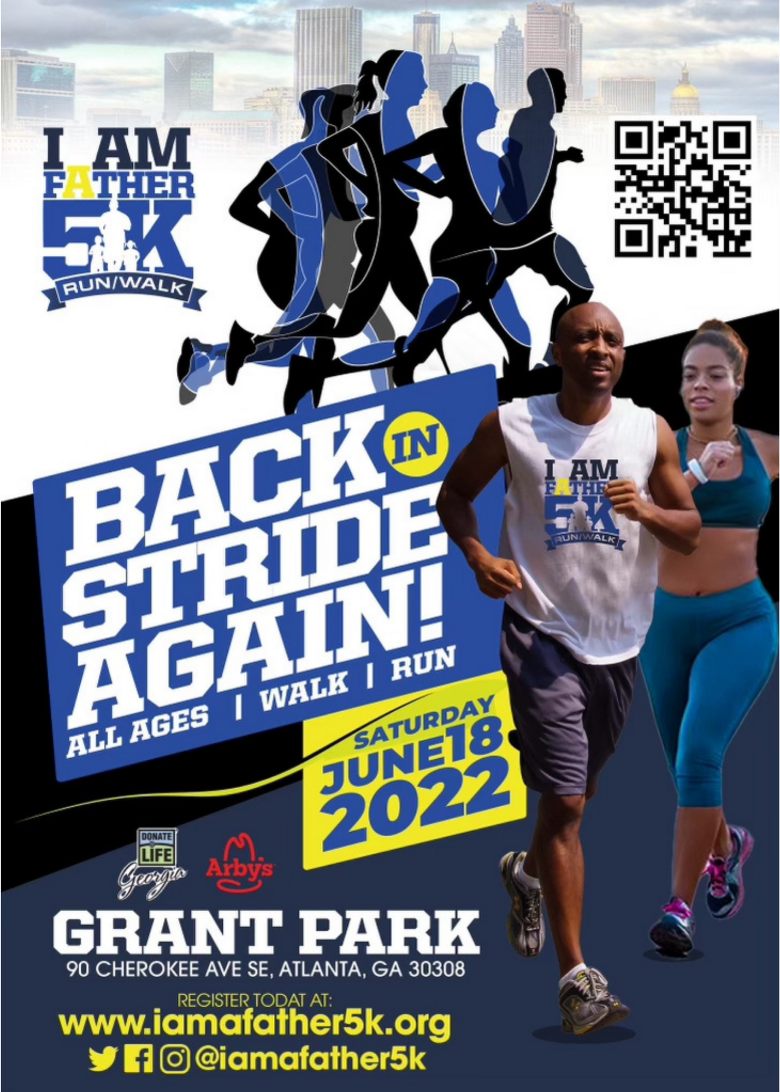 I AM
FATHER
5K
RUN/WALK
BACK IN
STRIDE
AGAIN!
ALL AGES | WALK | RUN
I AM
FATHE
5K
RUN/WALK
SATURDAY
JUNE18
2022
DONATE
LIFE
Georgia
Arby's
GRANT PARK
90 CHEROKEE AVE SE, ATLANTA, GA 30308
REGISTER TODAT AT:
www.iamafather5k.org
@iamafather5k